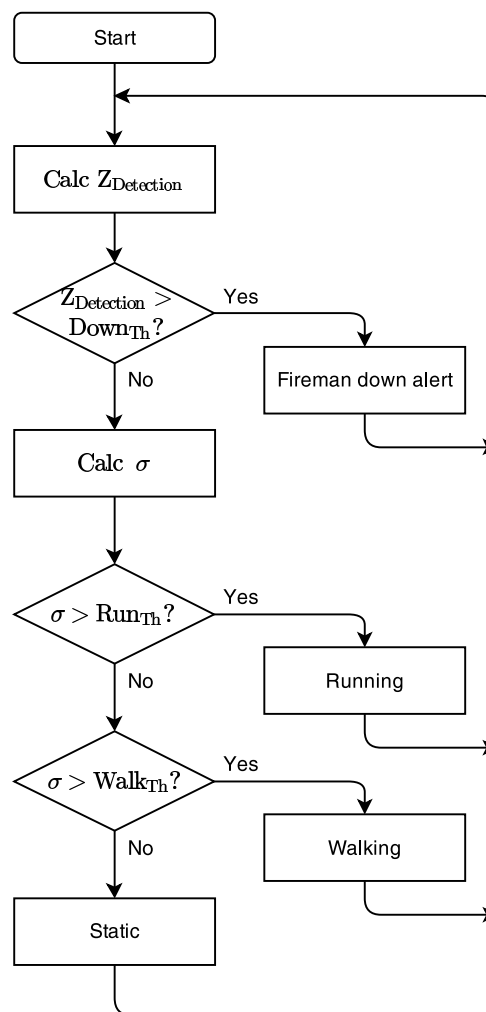 Start
Calc Z_Detection
Z_Detection >
Down_Th?
Yes
No
Fireman down alert
Calc σ
σ > Run_Th?
Yes
No
Running
σ > Walk_Th?
Yes
No
Walking
Static